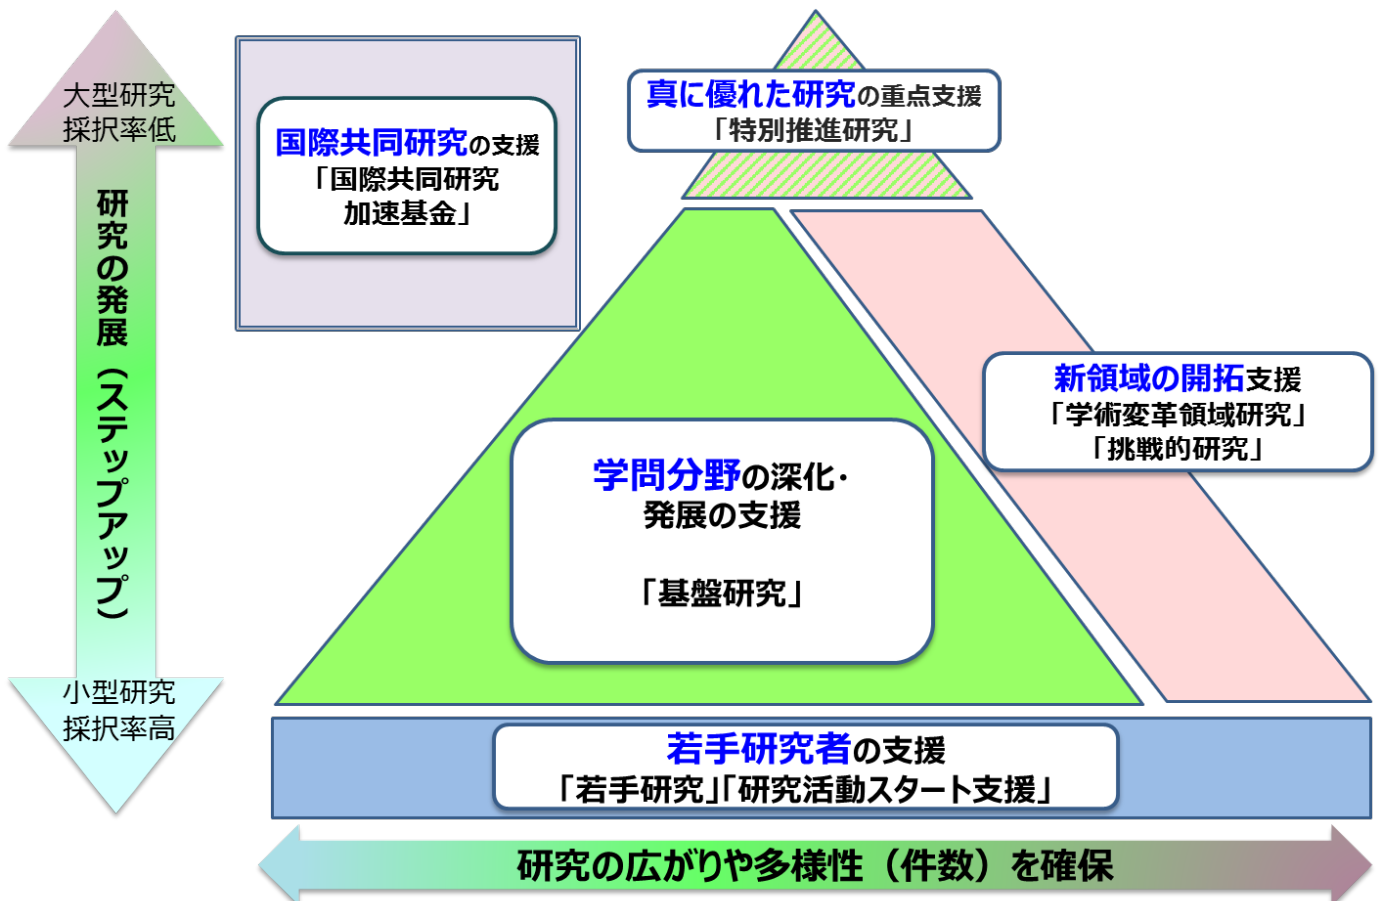 大型研究
採択率低
研究の発展（ステップアップ）
小型研究
採択率高
国際共同研究の支援
「国際共同研究
加速基金」
真に優れた研究の重点支援
「特別推進研究」
新領域の開拓支援
「学術変革領域研究」
「挑戦的研究」
学問分野の深化・
発展の支援
「基盤研究」
若手研究者の支援
「若手研究」「研究活動スタート支援」
研究の広がりや多様性（件数）を確保